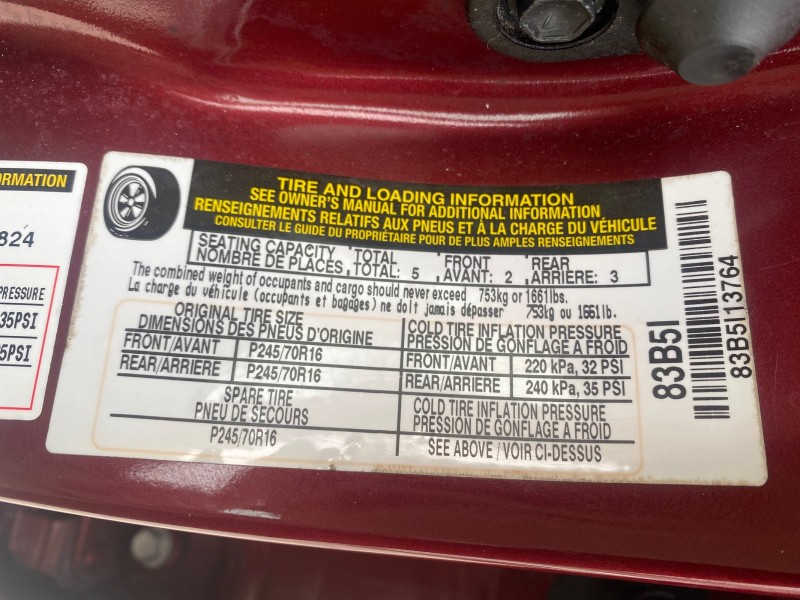 ORMATION
824
PRESSURE
35PSI
5PSI
TIRE AND LOADING INFORMATION
SEE OWNER'S MANUAL FOR ADDITIONAL INFORMATION
RENSEIGNEMENTS RELATIFS AUX PNEUS ET À LA CHARGE DU VÉHICULE
CONSULTER LE GUIDE DU PROPRIÉTAIRE POUR DE PLUS AMPLES RENSEIGNEMENTS
SEATING CAPACITY TOTAL FRONT REAR
NOMBRE DE PLACES TOTAL: 5 AVANT: 2 ARRIÈRE: 3
The combined weight of occupants and cargo should never exceed 753kg or 1661lbs.
La charge du véhicule (occupants et bagages) ne doit jamais dépasser 753kg ou 1661lb.
ORIGINAL TIRE SIZE COLD TIRE INFLATION PRESSURE
DIMENSIONS DES PNEUS D'ORIGINE PRESSION DE GONFLAGE A FROID
FRONT/AVANT P245/70R16 FRONT/AVANT 220 kPa, 32 PSI
REAR/ARRIERE P245/70R16 REAR/ARRIERE 240 kPa, 35 PSI
SPARE TIRE COLD TIRE INFLATION PRESSURE
PNEU DE SECOURS PRESSION DE GONFLAGE A FROID
P245/70R16 SEE ABOVE / VOIR CI-DESSUS
83B5I
83B5I13764